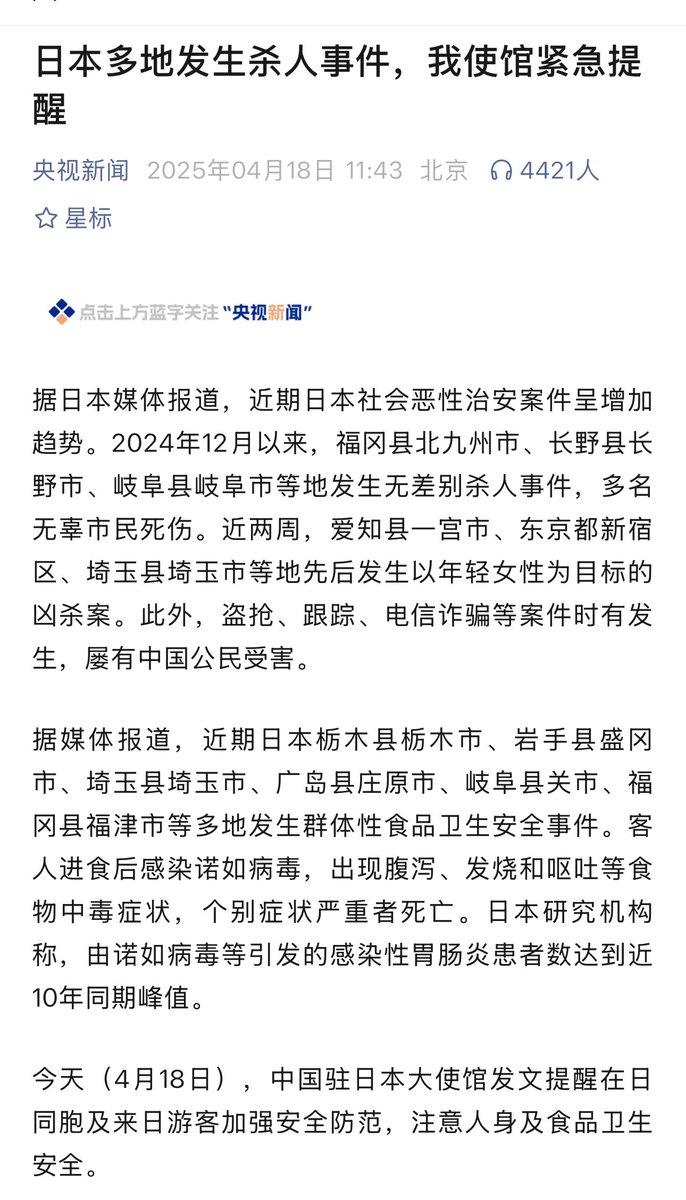 日本多地发生杀人事件，我使馆紧急提
醒
央视新闻 2025年04月18日 11:43 北京 4421人
星标
点击上方蓝字关注“央视新闻”
据日本媒体报道，近期日本社会恶性治安案件呈增加
趋势。2024年12月以来，福冈县北九州市、长野县长
野市、岐阜县岐阜市等地发生无差别杀人事件，多名
无辜市民死伤。近两周，爱知县一宫市、东京都新宿
区、埼玉县埼玉市等地先后发生以年轻女性为目标的
凶杀案。此外，盗抢、跟踪、电信诈骗等案件时有发
生，屡有中国公民受害。
据媒体报道，近期日本栃木县栃木市、岩手县盛冈
市、埼玉县埼玉市、广岛县庄原市、岐阜县关市、福
冈县福津市等多地发生群体性食品卫生安全事件。客
人进食后感染诺如病毒，出现腹泻、发烧和呕吐等食
物中毒症状，个别症状严重者死亡。日本研究机构
称，由诺如病毒等引发的感染性胃肠炎患者数达到近
10年同期峰值。
今天（4月18日），中国驻日本大使馆发文提醒在日
同胞及来日游客加强安全防范，注意人身及食品卫生
安全。